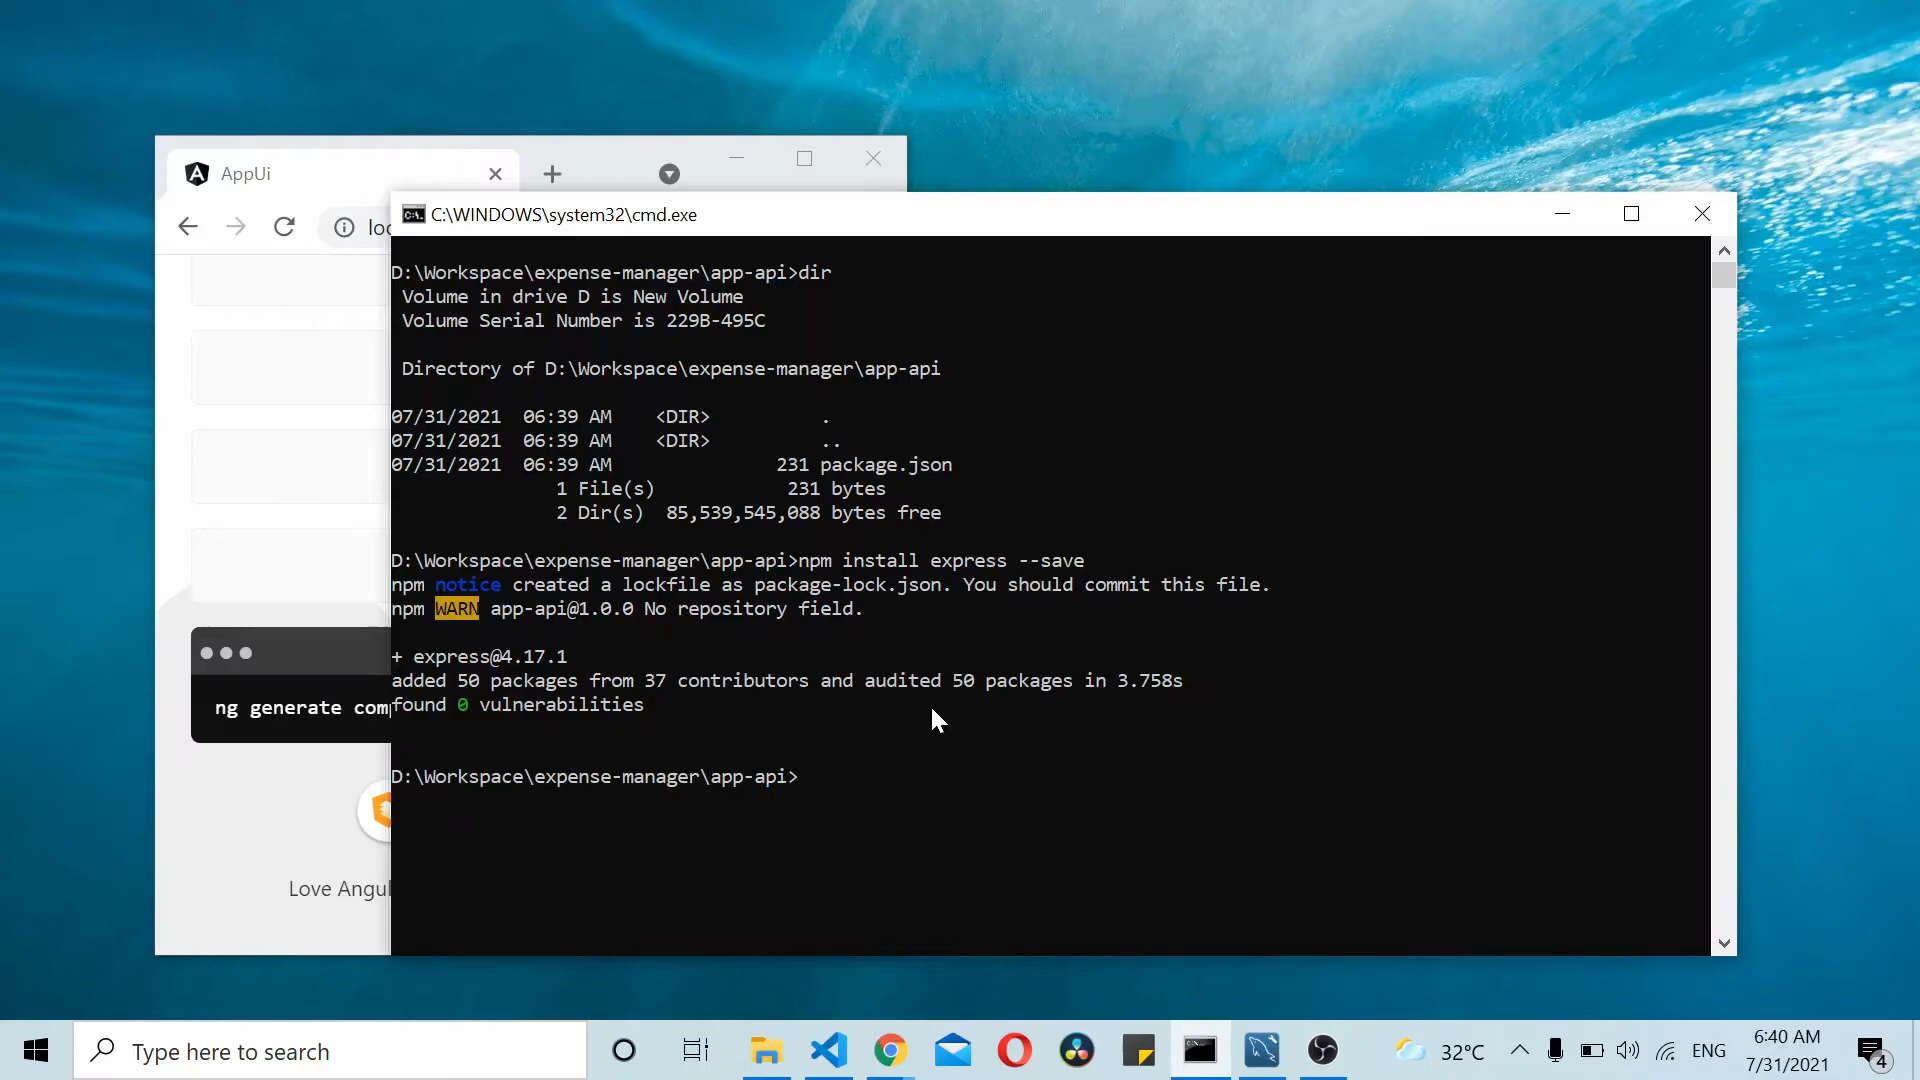 AppUi
loc
C:\WINDOWS\system32\cmd.exe
D:\Workspace\expense-manager\app-api>dir
Volume in drive D is New Volume
Volume Serial Number is 229B-495C
Directory of D:\Workspace\expense-manager\app-api
07/31/2021  06:39 AM    <DIR>          .
07/31/2021  06:39 AM    <DIR>          ..
07/31/2021  06:39 AM               231 package.json
1 File(s)            231 bytes
2 Dir(s)  85,539,545,088 bytes free
D:\Workspace\expense-manager\app-api>npm install express --save
npm notice created a lockfile as package-lock.json. You should commit this file.
npm WARN app-api@1.0.0 No repository field.
+ express@4.17.1
added 50 packages from 37 contributors and audited 50 packages in 3.758s
found 0 vulnerabilities
D:\Workspace\expense-manager\app-api>
ng generate com
Love Angul
Type here to search
32°C
ENG
6:40 AM
7/31/2021
4